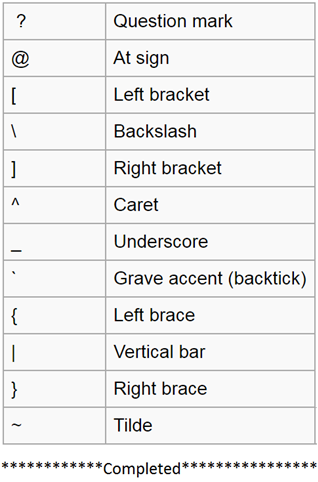 ? Question mark
@ At sign
[ Left bracket
\ Backslash
] Right bracket
^ Caret
_ Underscore
` Grave accent (backtick)
{ Left brace
| Vertical bar
} Right brace
~ Tilde
************Completed****************